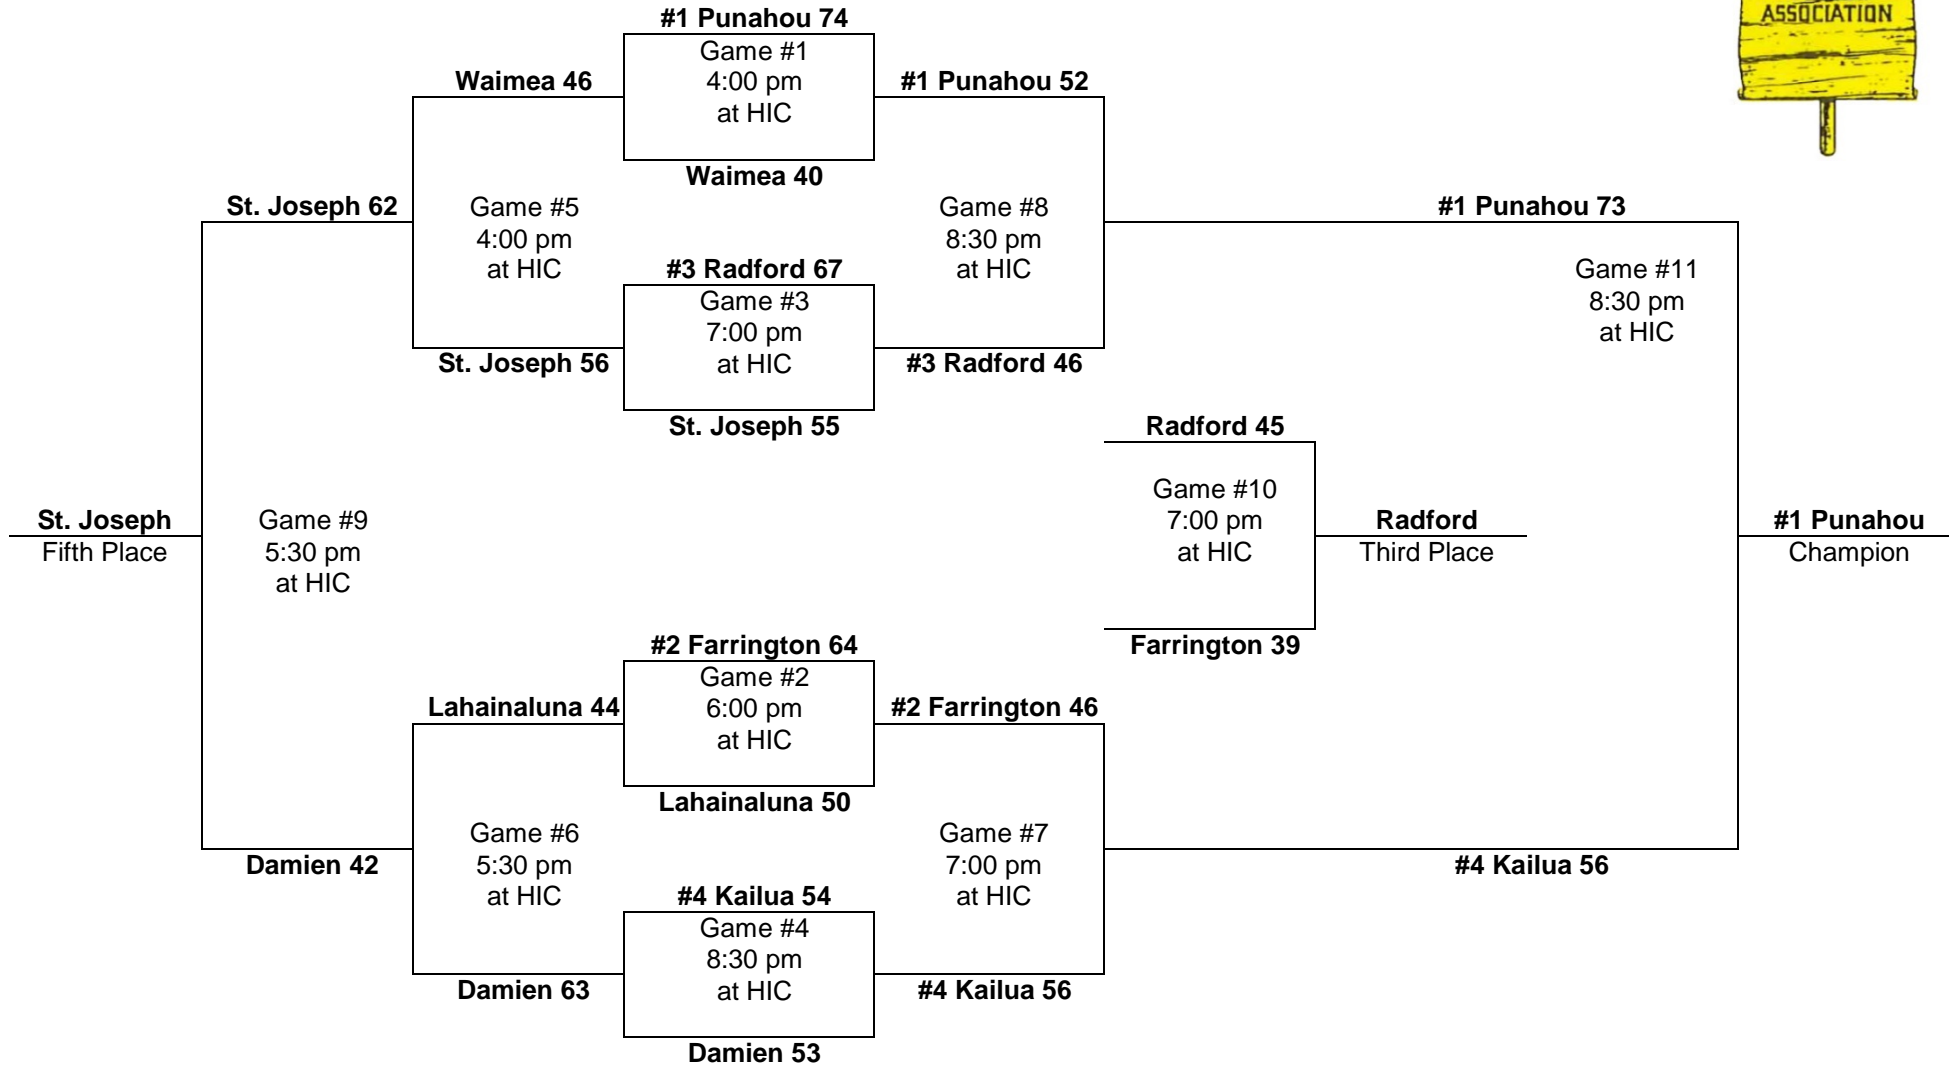 ASSOCIATION
#1 Punahou 74
Game #1
4:00 pm
at HIC
Waimea 40
Waimea 46
#1 Punahou 52
St. Joseph 62
Game #5
4:00 pm
at HIC
Game #8
8:30 pm
at HIC
#1 Punahou 73
#3 Radford 67
Game #3
7:00 pm
at HIC
St. Joseph 55
Game #11
8:30 pm
at HIC
St. Joseph 56
#3 Radford 46
Radford 45
Game #10
7:00 pm
at HIC
Farrington 39
St. Joseph
Fifth Place
Game #9
5:30 pm
at HIC
Radford
Third Place
#1 Punahou
Champion
#2 Farrington 64
Game #2
6:00 pm
at HIC
Lahainaluna 50
Lahainaluna 44
#2 Farrington 46
Damien 42
Game #6
5:30 pm
at HIC
Game #7
7:00 pm
at HIC
#4 Kailua 56
#4 Kailua 54
Game #4
8:30 pm
at HIC
Damien 53
Damien 63
#4 Kailua 56